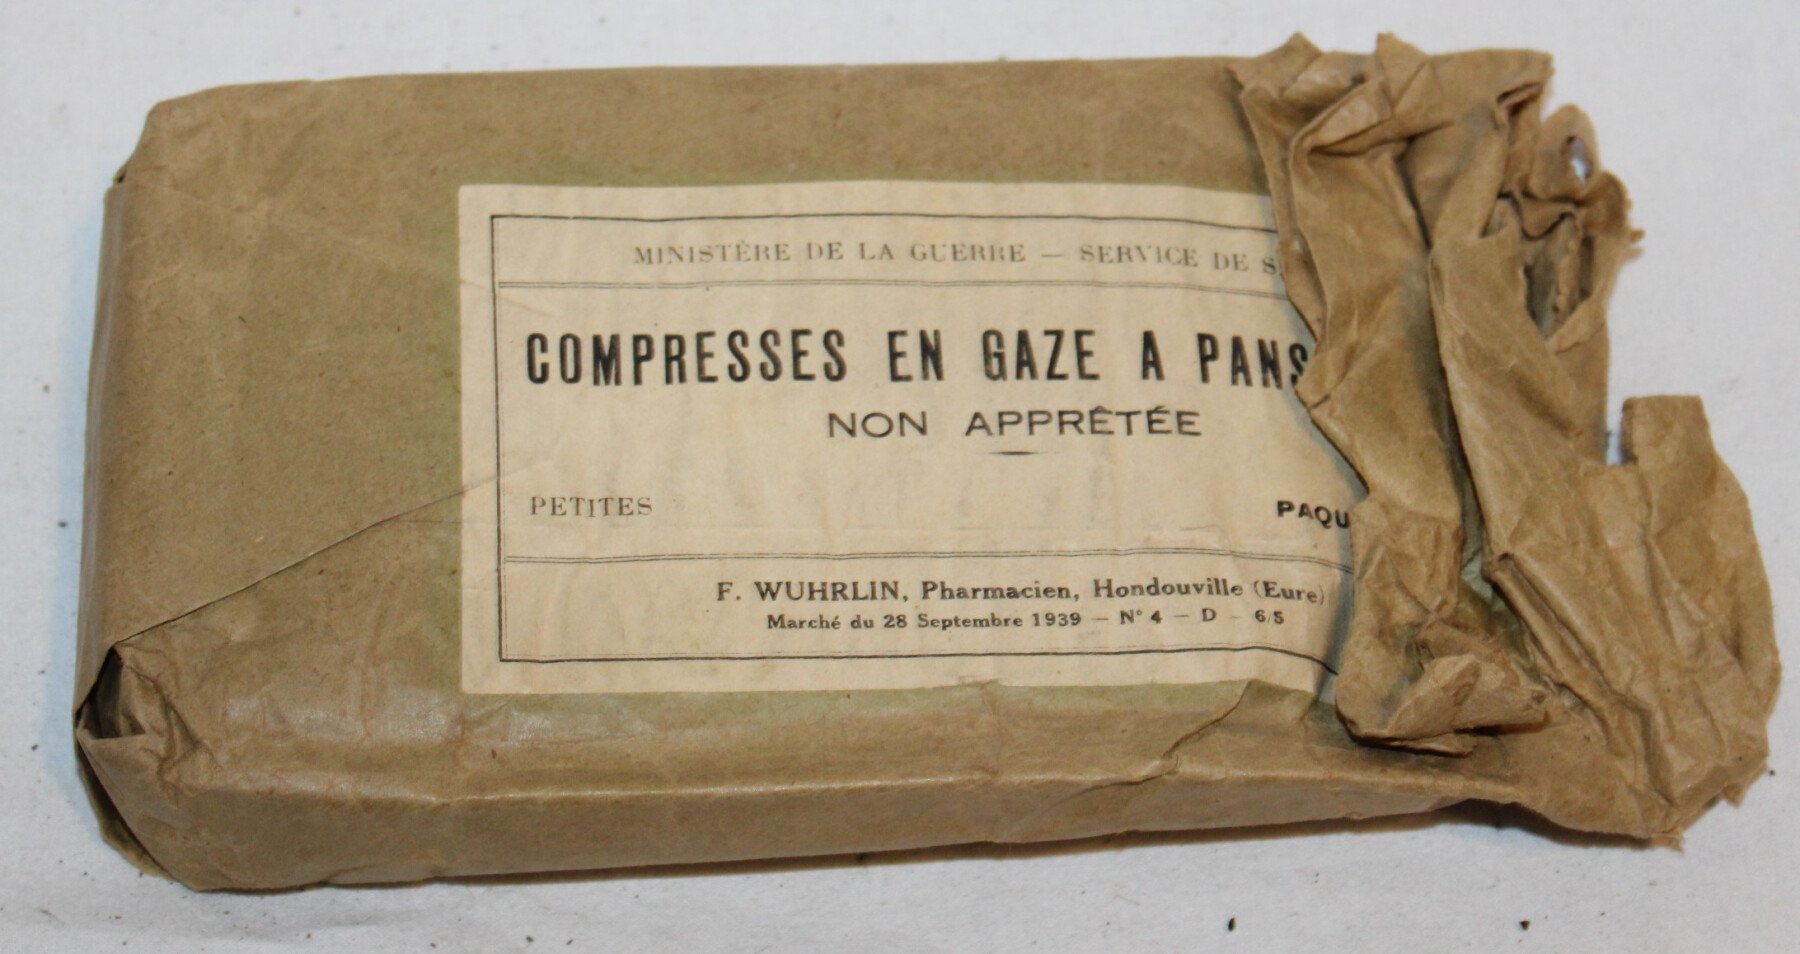 MINISTÈRE DE LA GUERRE — SERVICE DE S
COMPRESSES EN GAZE A PANS
NON APPRÊTÉE
PETITES PAQU
F. WUHRLIN, Pharmacien, Hondouville (Eure)
Marché du 28 Septembre 1939 — N° 4 — D - 6/5